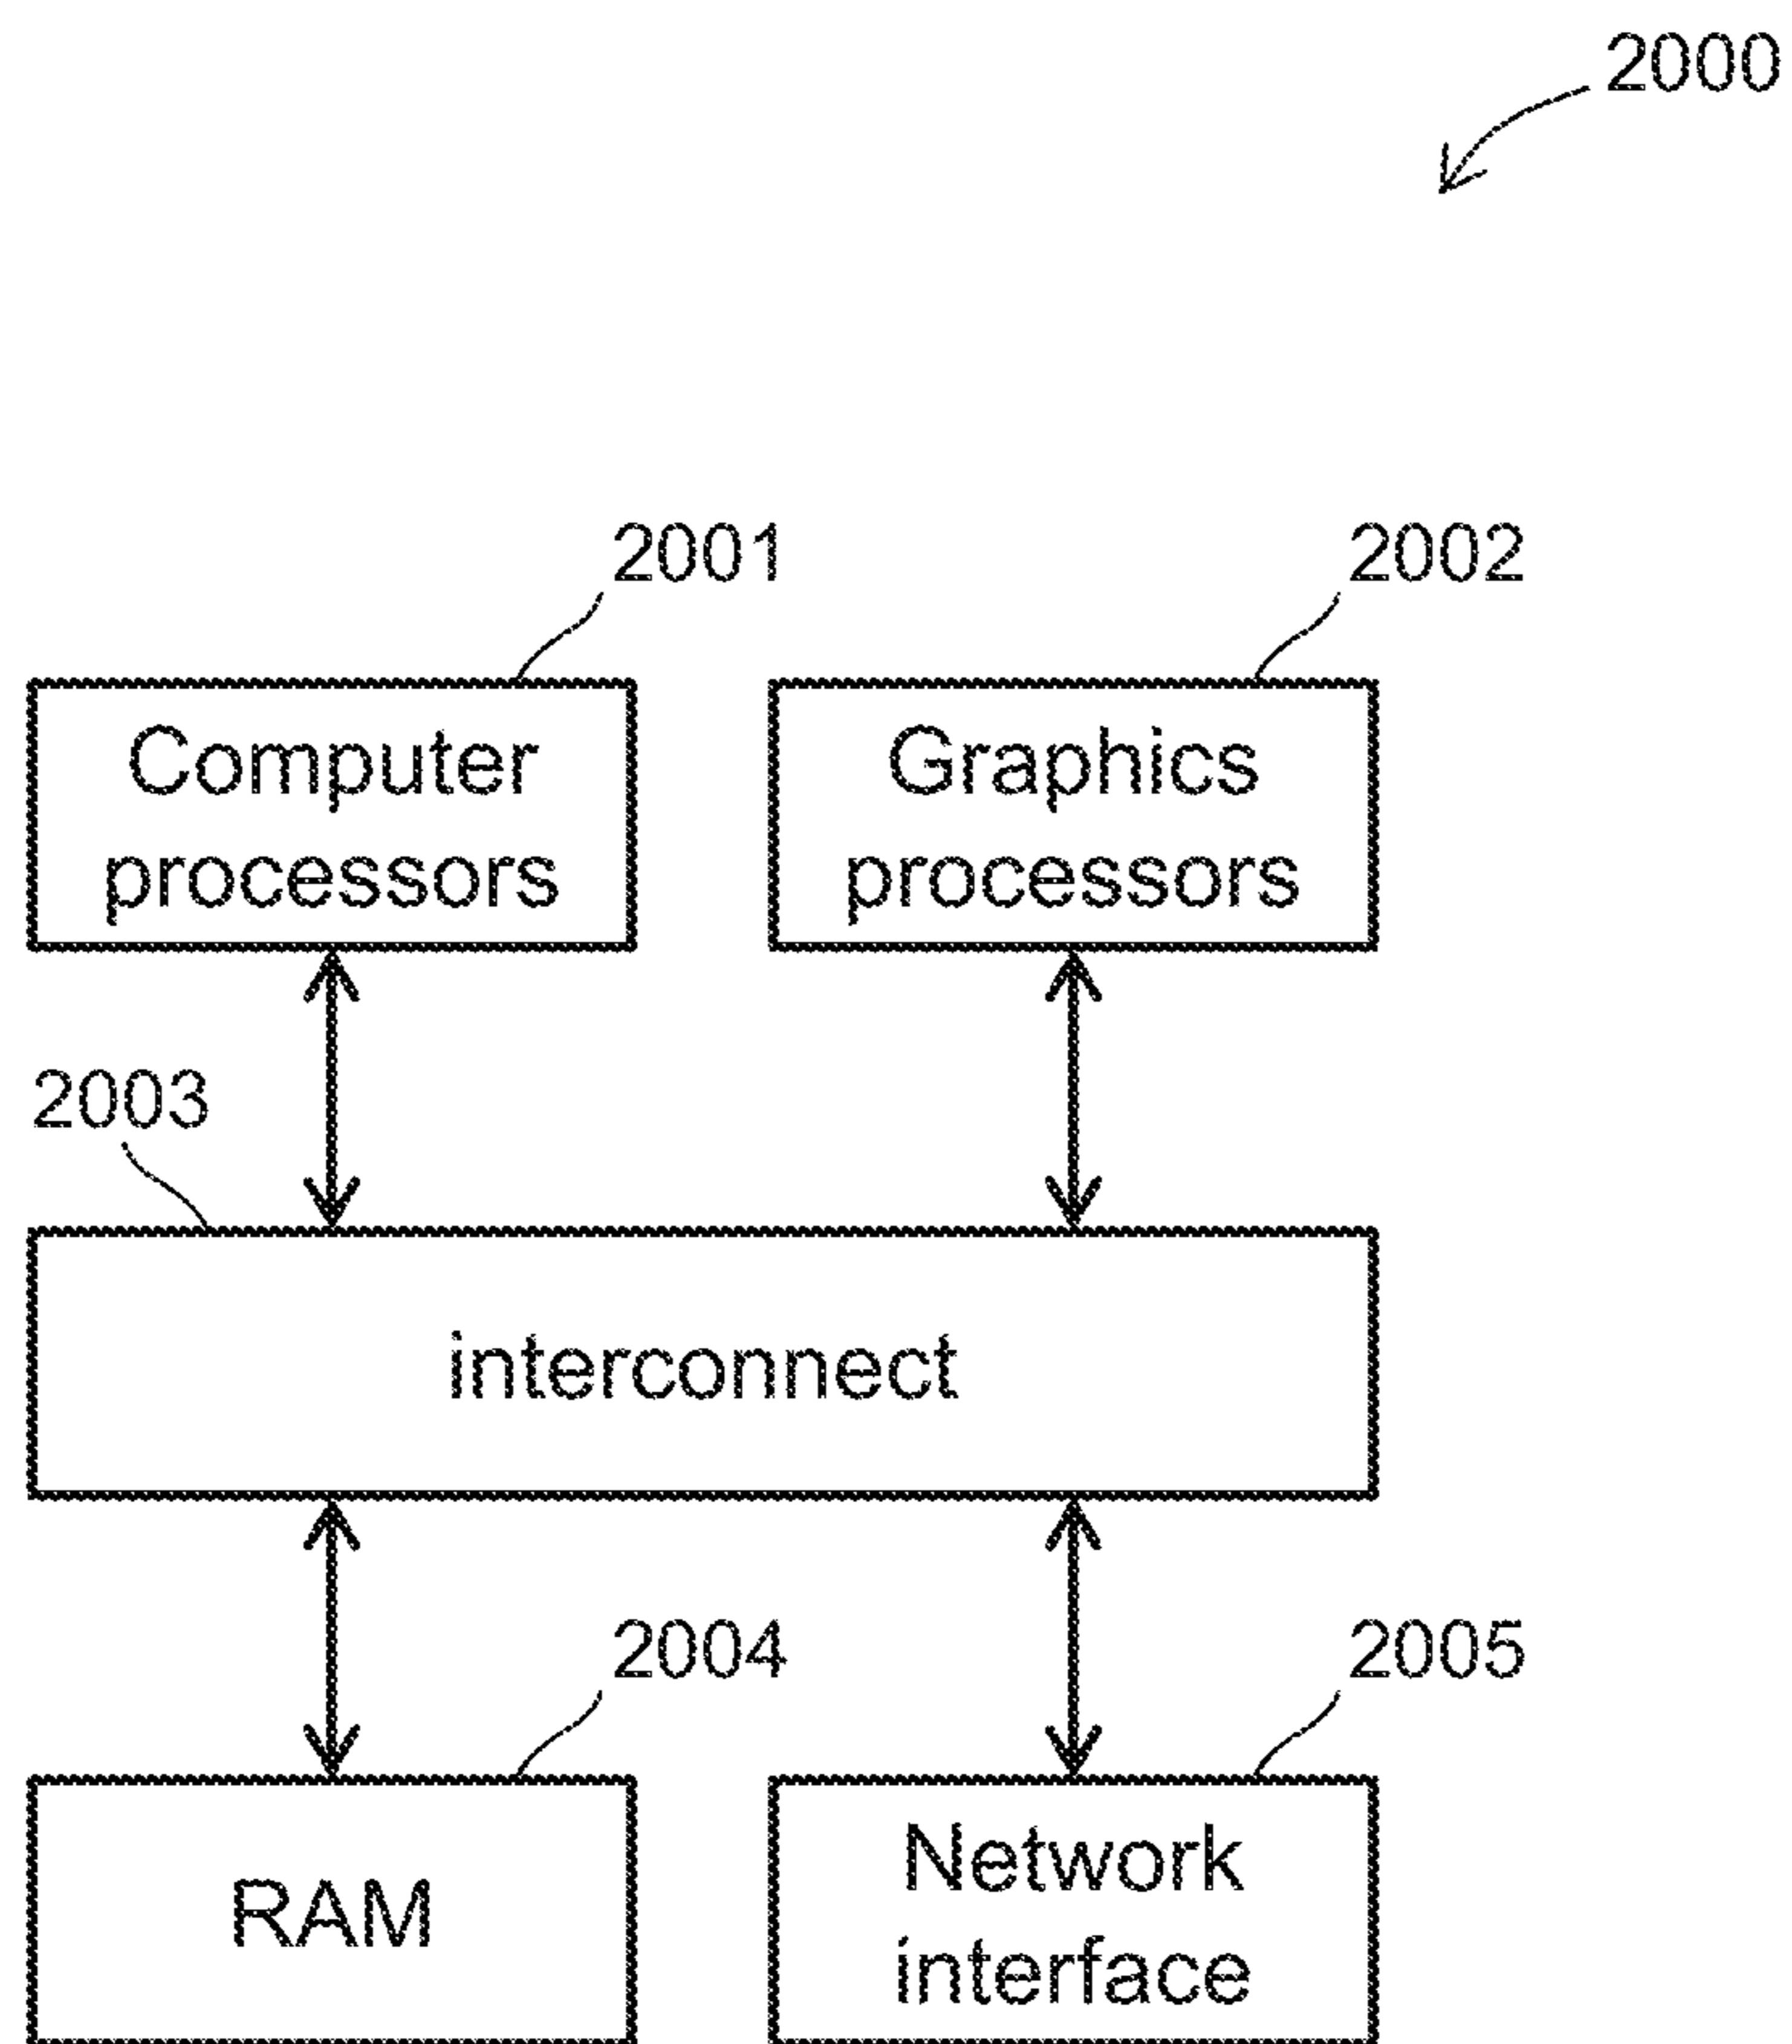 2000
2001
2002
Computer
processors
Graphics
processors
2003
interconnect
2004
2005
RAM
Network
interface